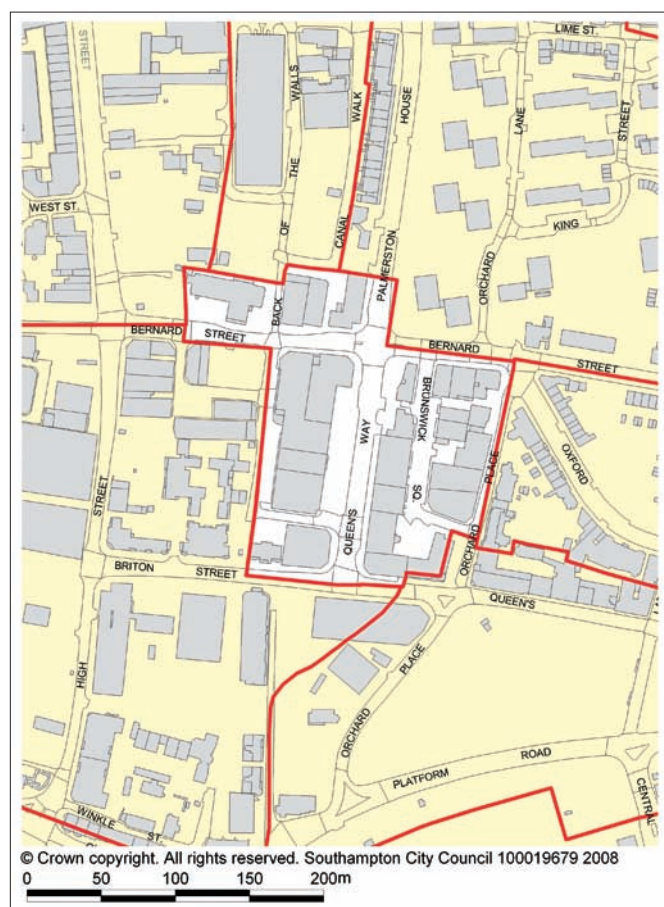 LIME ST.
STREET
WALLS
THE
OF
BACK
WALK
CANAL
HOUSE
PALMERSTON
LANE
ORCHARD
STREET
KING
WEST ST.
BERNARD STREET
BERNARD STREET
BRUNSWICK SQ.
QUEEN'S WAY
ORCHARD PLACE
OXFORD
STREET
HIGH
BRITON STREET
QUEEN'S
ORCHARD PLACE
PLATFORM ROAD
CENTRAL
WINKLE ST.
© Crown copyright. All rights reserved. Southampton City Council 100019679 2008
0 50 100 150 200m